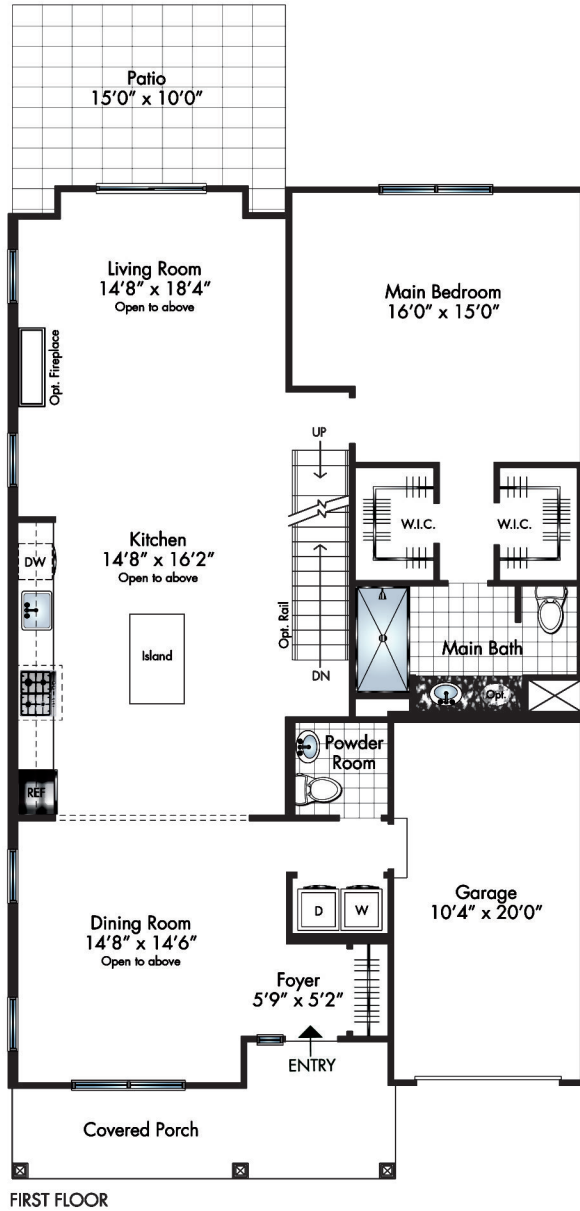 Patio
15’0” x 10’0”
Living Room
14’8” x 18’4”
Open to above
Main Bedroom
16’0” x 15’0”
Opt. Fireplace
UP
W.I.C.
W.I.C.
Kitchen
14’8” x 16’2”
Open to above
DW
Island
Opt. Rail
Main Bath
DN
Opt.
Powder
Room
REF
D
W
Garage
10’4” x 20’0”
Dining Room
14’8” x 14’6”
Open to above
Foyer
5’9” x 5’2”
ENTRY
Covered Porch
FIRST FLOOR